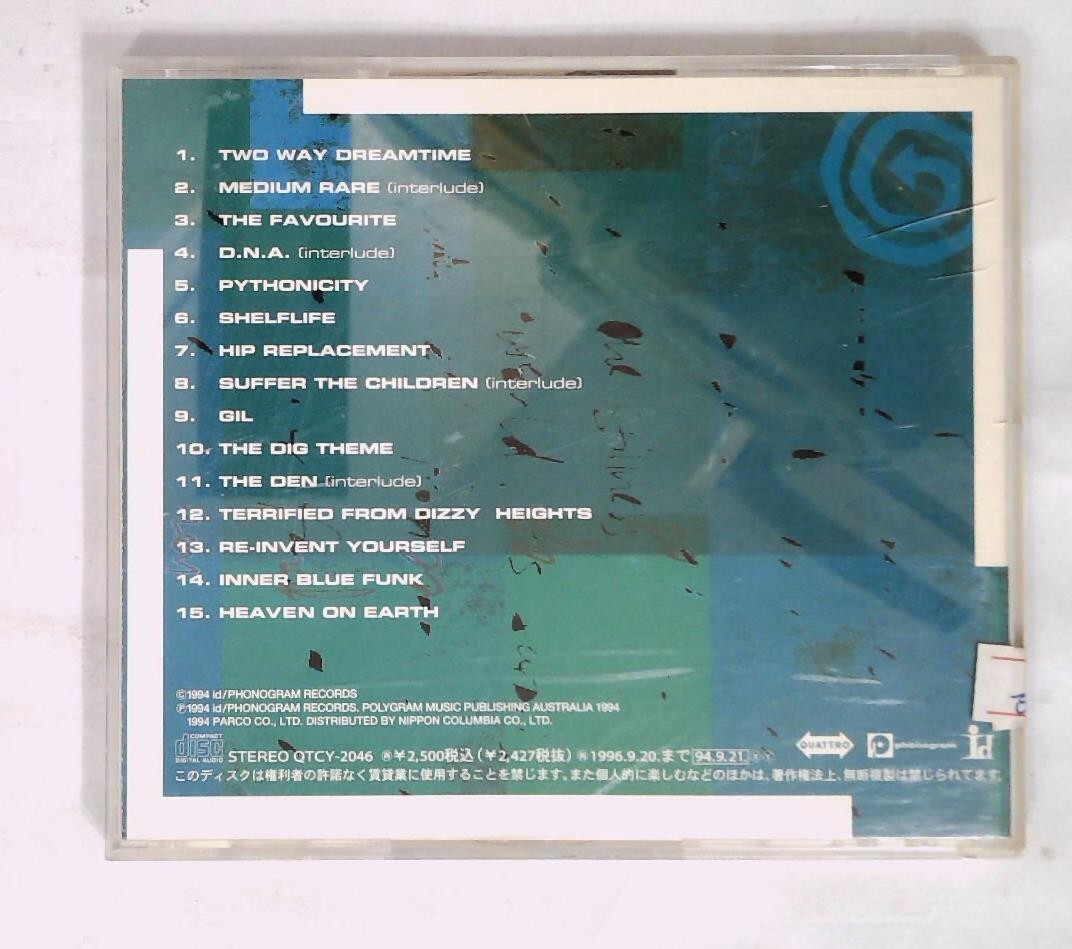 1. TWO WAY DREAMTIME
2. MEDIUM RARE (interlude)
3. THE FAVOURITE
4. D.N.A. (interlude)
5. PYTHONICITY
6. SHELFLIFE
7. HIP REPLACEMENT
8. SUFFER THE CHILDREN (interlude)
9. GIL
10. THE DIG THEME
11. THE DEN (interlude)
12. TERRIFIED FROM DIZZY HEIGHTS
13. RE-INVENT YOURSELF
14. INNER BLUE FUNK
15. HEAVEN ON EARTH
©1994 id/PHONOGRAM RECORDS
℗1994 id/PHONOGRAM RECORDS. POLYGRAM MUSIC PUBLISHING AUSTRALIA 1994
1994 PARCO CO., LTD. DISTRIBUTED BY NIPPON COLUMBIA CO., LTD.
COMPACT disc DIGITAL AUDIO STEREO QTCY-2046 ®¥2,500税込(¥2,427税抜) 1996.9.20.まで 94.9.21 QUATTRO phonogram id
このディスクは権利者の許諾なく賃貸業に使用することを禁じます。また個人的に楽しむなどのほかは、著作権法上、無断複製は禁じられてます。